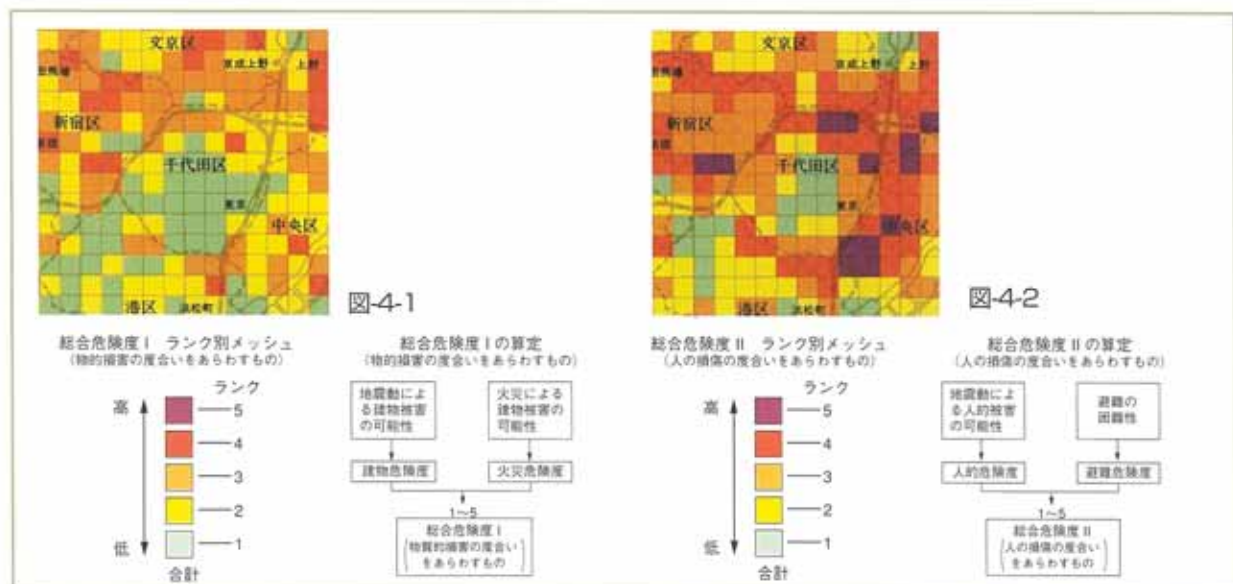 文京区
京成上野
上野
新宿区
千代田区
東京
中央区
港区
浜松町
図-4-1
総合危険度I ランク別メッシュ
(物的損害の度合いをあらわすもの)
高
低
ランク
5
4
3
2
1
合計
総合危険度Iの算定
(物的損害の度合いをあらわすもの)
地震動によ
る建物被害
の可能性
火災による
建物被害の
可能性
建物危険度
火災危険度
1〜5
総合危険度I
(物質的損害の度合い
をあらわすもの)
文京区
京成上野
上野
新宿区
千代田区
東京
中央区
港区
浜松町
図-4-2
総合危険度II ランク別メッシュ
(人の損傷の度合いをあらわすもの)
高
低
ランク
5
4
3
2
1
合計
総合危険度IIの算定
(人の損傷の度合いをあらわすもの)
地震動によ
る人的被害
の可能性
避難の
困難性
人的危険度
避難危険度
1〜5
総合危険度II
(人の損傷の度合い
をあらわすもの)